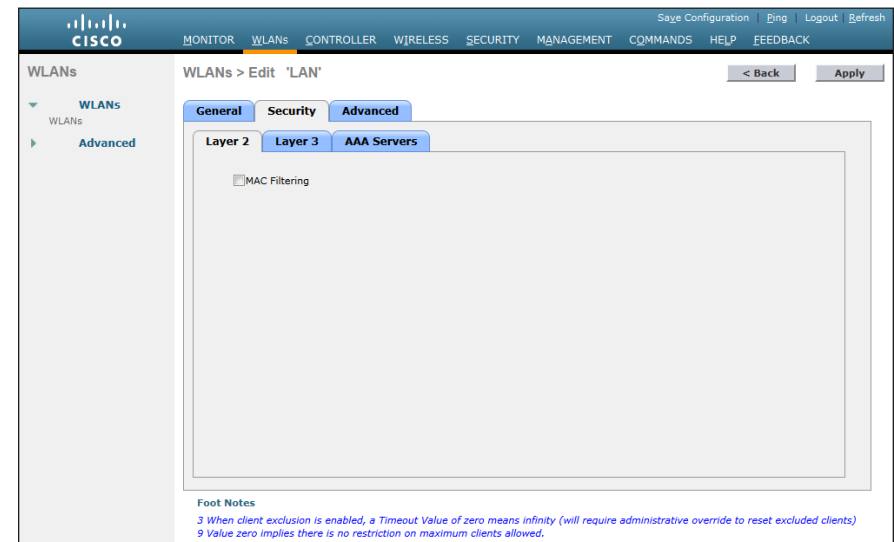 Save Configuration | Ping | Logout | Refresh
CISCO
MONITOR WLANs CONTROLLER WIRELESS SECURITY MANAGEMENT COMMANDS HELP FEEDBACK
WLANs
WLANs > Edit 'LAN'
< Back
Apply
WLANs
WLANs
Advanced
General Security Advanced
Layer 2 Layer 3 AAA Servers
MAC Filtering
Foot Notes
3 When client exclusion is enabled, a Timeout Value of zero means infinity (will require administrative override to reset excluded clients)
9 Value zero implies there is no restriction on maximum clients allowed.